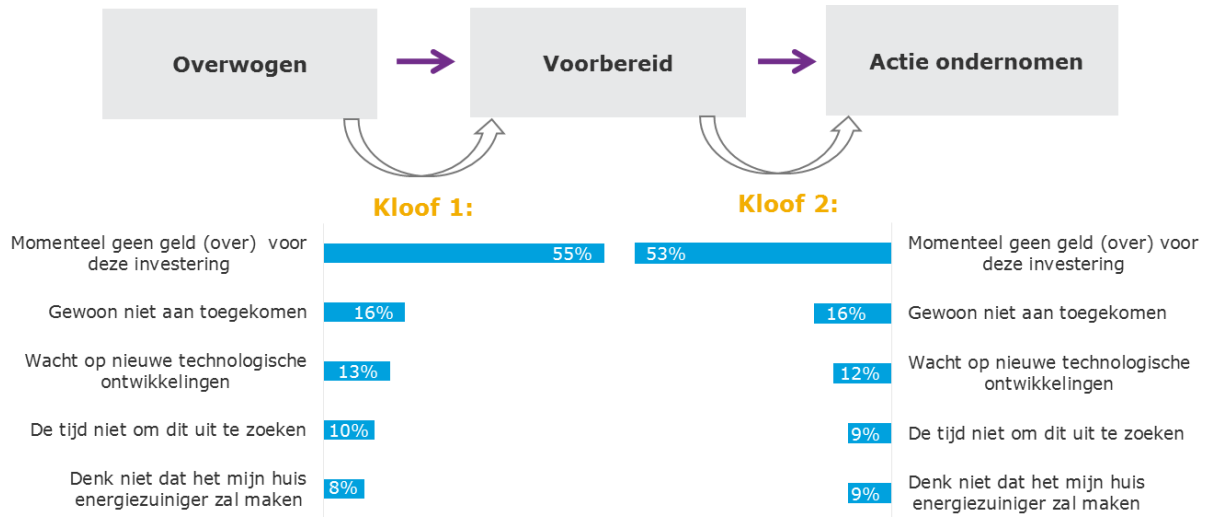 Overwogen
Voorbereid
Actie ondernomen
Kloof 1:
Kloof 2:
Momenteel geen geld (over) voor
deze investering
55%
53%
Momenteel geen geld (over) voor
deze investering
Gewoon niet aan toegekomen
16%
16%
Gewoon niet aan toegekomen
Wacht op nieuwe technologische
ontwikkelingen
13%
12%
Wacht op nieuwe technologische
ontwikkelingen
De tijd niet om dit uit te zoeken
10%
9%
De tijd niet om dit uit te zoeken
Denk niet dat het mijn huis
energiezuiniger zal maken
8%
9%
Denk niet dat het mijn huis
energiezuiniger zal maken